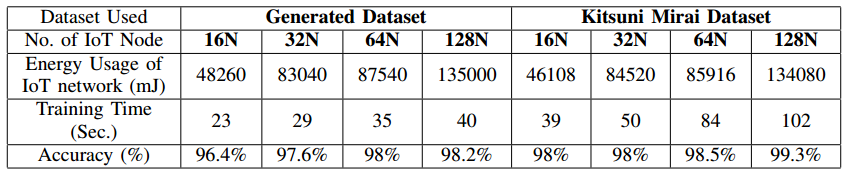 Dataset Used Generated Dataset Kitsuni Mirai Dataset
No. of IoT Node 16N 32N 64N 128N 16N 32N 64N 128N
Energy Usage of
IoT network (mJ) 48260 83040 87540 135000 46108 84520 85916 134080
Training Time
(Sec.) 23 29 35 40 39 50 84 102
Accuracy (%) 96.4% 97.6% 98% 98.2% 98% 98% 98.5% 99.3%